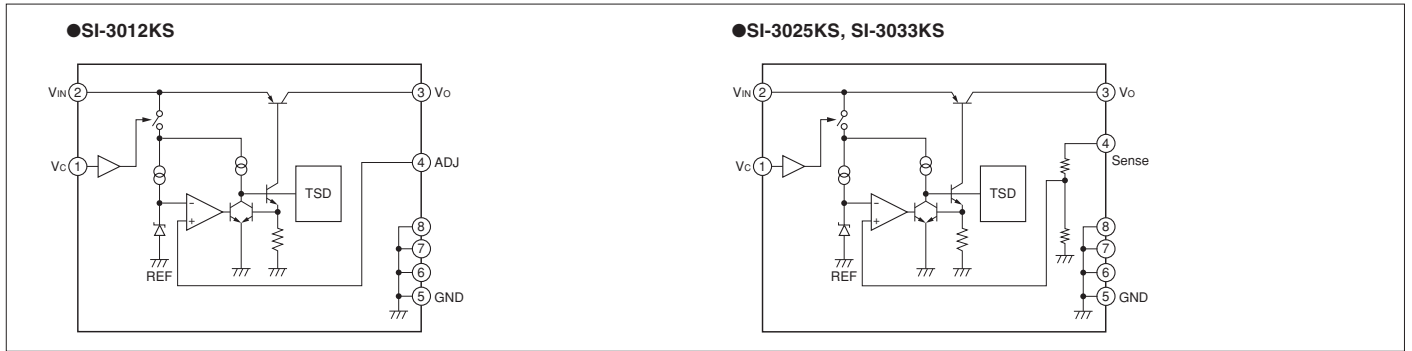 ●SI-3012KS
VIN 2
3 VO
VC 1
4 ADJ
TSD
-
+
REF
8
7
6
5 GND
●SI-3025KS, SI-3033KS
VIN 2
3 VO
4
Sense
VC 1
TSD
-
+
REF
8
7
6
5 GND